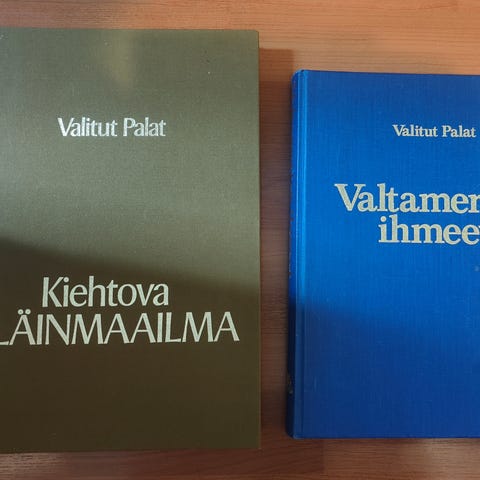 Valitut Palat
Kiehtova
LÄINMAAILMA
Valitut Palat
Valtamer
ihmee